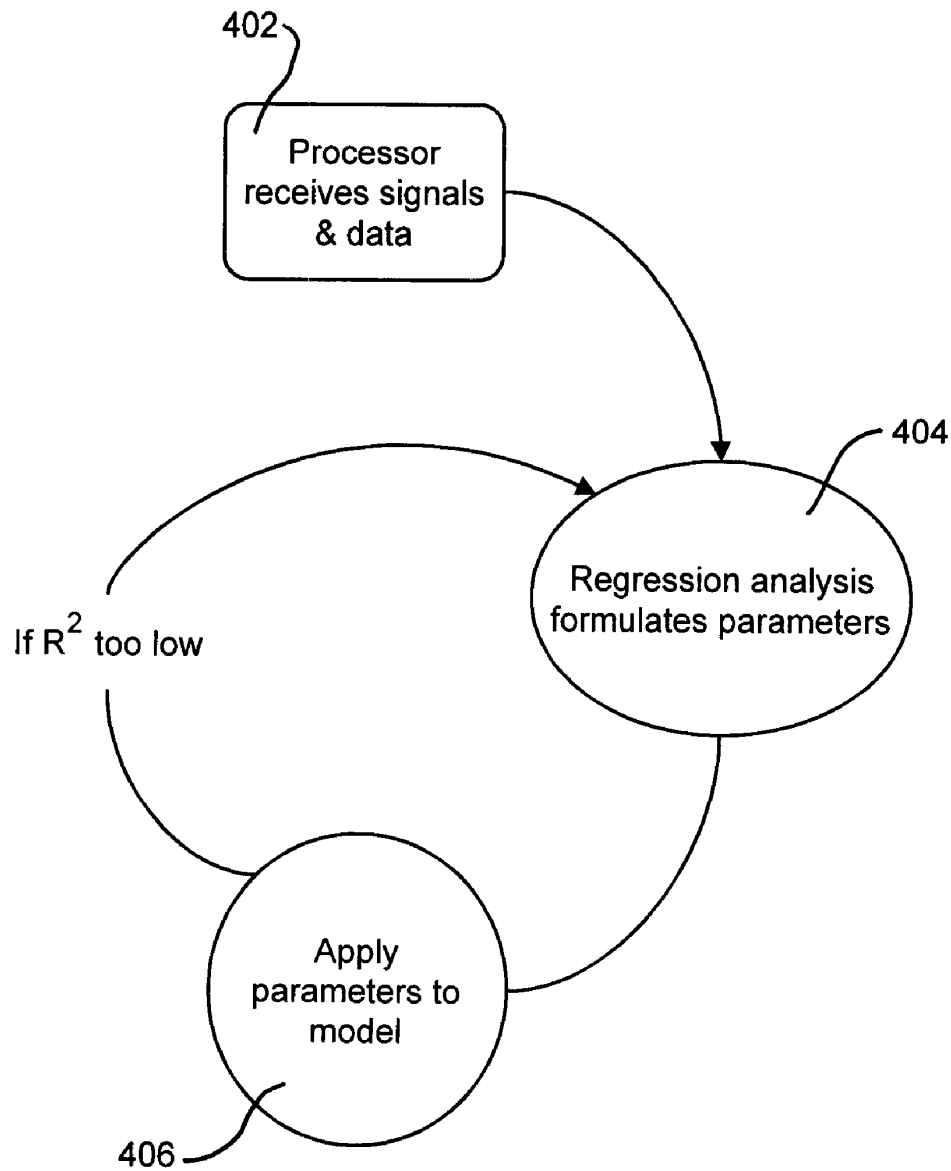 402
Processor
receives signals
& data
404
Regression analysis
formulates parameters
If R² too low
Apply
parameters to
model
406